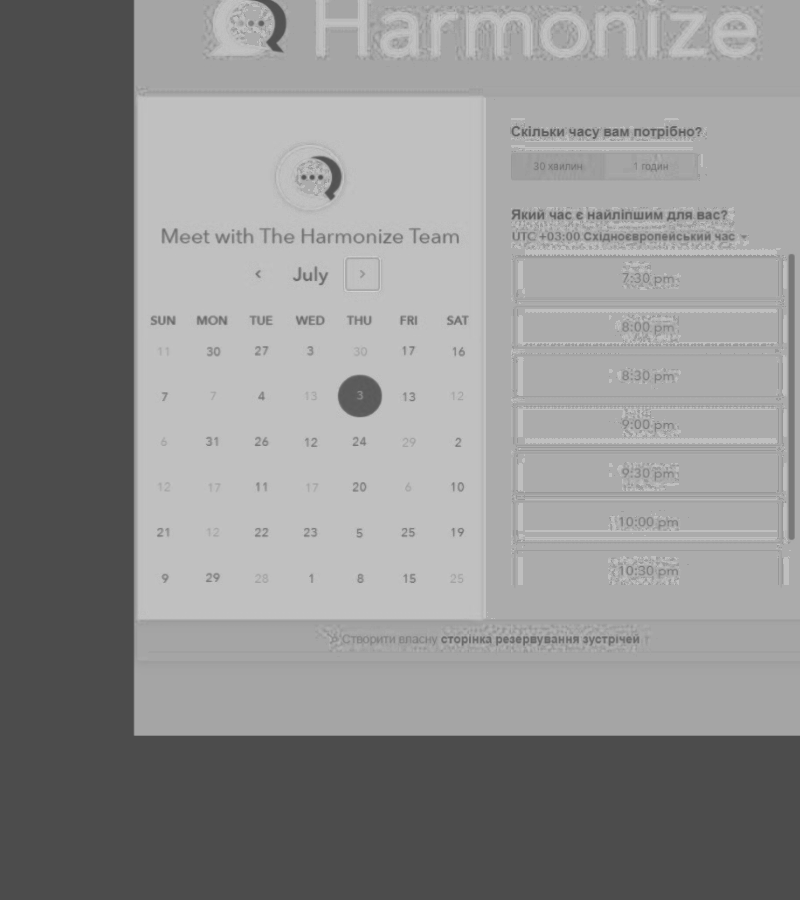 Harmonize
Meet with The Harmonize Team
‹ July ›
SUN MON TUE WED THU FRI SAT
11 30 27 3 30 17 16
7 7 4 13 3 13 12
6 31 26 12 24 29 2
12 17 11 17 20 6 10
21 12 22 23 5 25 19
9 29 28 1 8 15 25
Скільки часу вам потрібно?
30 хвилин 1 годин
Який час є найліпшим для вас?
UTC +03:00 Східноєвропейський час
7:30 pm
8:00 pm
8:30 pm
9:00 pm
9:30 pm
10:00 pm
10:30 pm
Створити власну сторінка резервування зустрічей